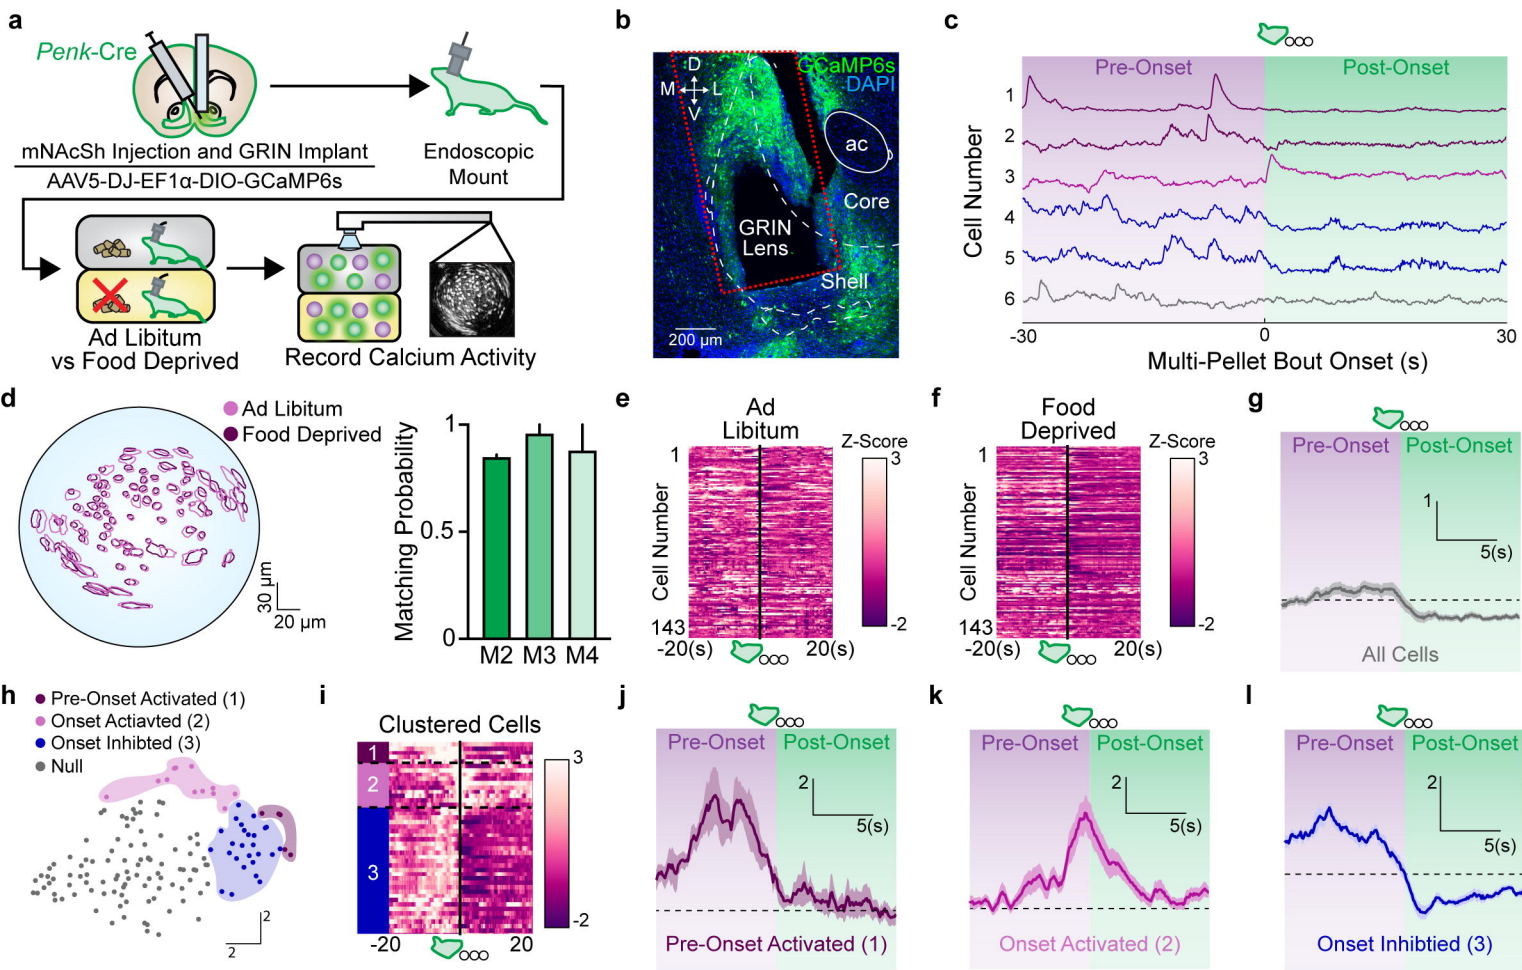 a
Penk-Cre
mNAcSh Injection and GRIN Implant
AAV5-DJ-EF1α-DIO-GCaMP6s
Endoscopic
Mount
Ad Libitum
vs Food Deprived
Record Calcium Activity
b
GCaMP6s
DAPI
D
M
L
V
ac
Core
GRIN
Lens
Shell
200 µm
c
Pre-Onset
Post-Onset
Cell Number
1
2
3
4
5
6
-30
0
30
Multi-Pellet Bout Onset (s)
d
Ad Libitum
Food Deprived
30 µm
20 µm
Matching Probability
1
0.5
0
M2 M3 M4
e
Ad
Libitum
Z-Score
3
-2
Cell Number
1
143
-20(s)
20(s)
f
Food
Deprived
Z-Score
3
-2
Cell Number
1
143
-20(s)
20(s)
g
Pre-Onset
Post-Onset
1
5(s)
All Cells
h
Pre-Onset Activated (1)
Onset Actiavted (2)
Onset Inhibted (3)
Null
2
2
i
Clustered Cells
1
2
3
3
-2
-20
20
j
Pre-Onset
Post-Onset
2
5(s)
Pre-Onset Activated (1)
k
Pre-Onset
Post-Onset
2
5(s)
Onset Activated (2)
l
Pre-Onset
Post-Onset
2
5(s)
Onset Inhibtied (3)